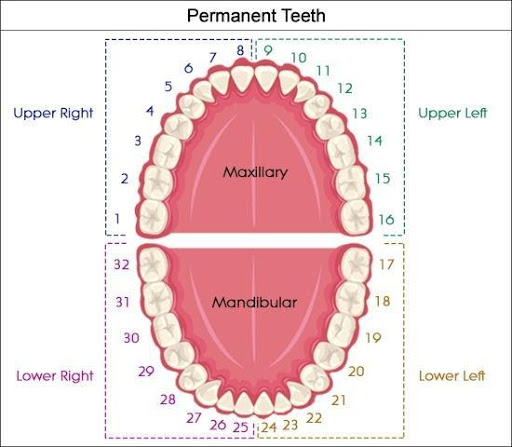 Permanent Teeth
8 9
7 10
6 11
5 12
Upper Right 4 13 Upper Left
3 14
Maxillary
2 15
1 16
32 17
31 Mandibular 18
30 19
Lower Right 29 20 Lower Left
28 21
27 22
26 25 24 23